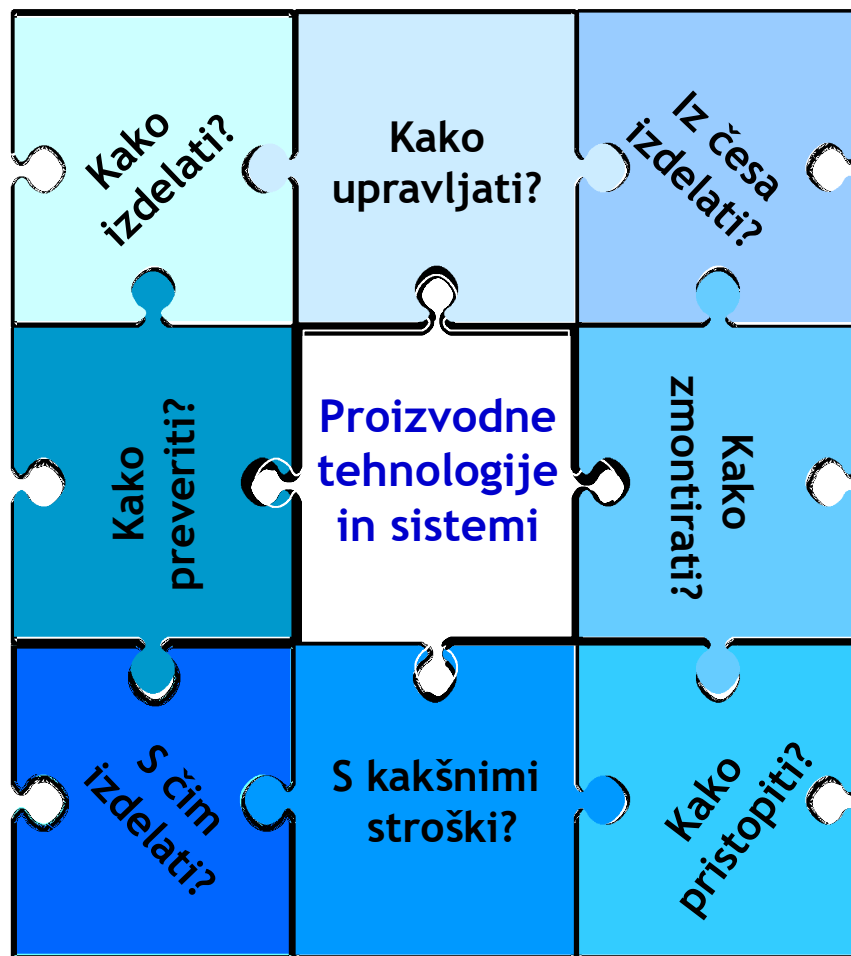 Kako
izdelati?
Kako
upravljati?
Iz česa
izdelati?
Kako
preveriti?
Proizvodne
tehnologije
in sistemi
Kako
zmontirati?
S čim
izdelati?
S kakšnimi
stroški?
Kako
pristopiti?